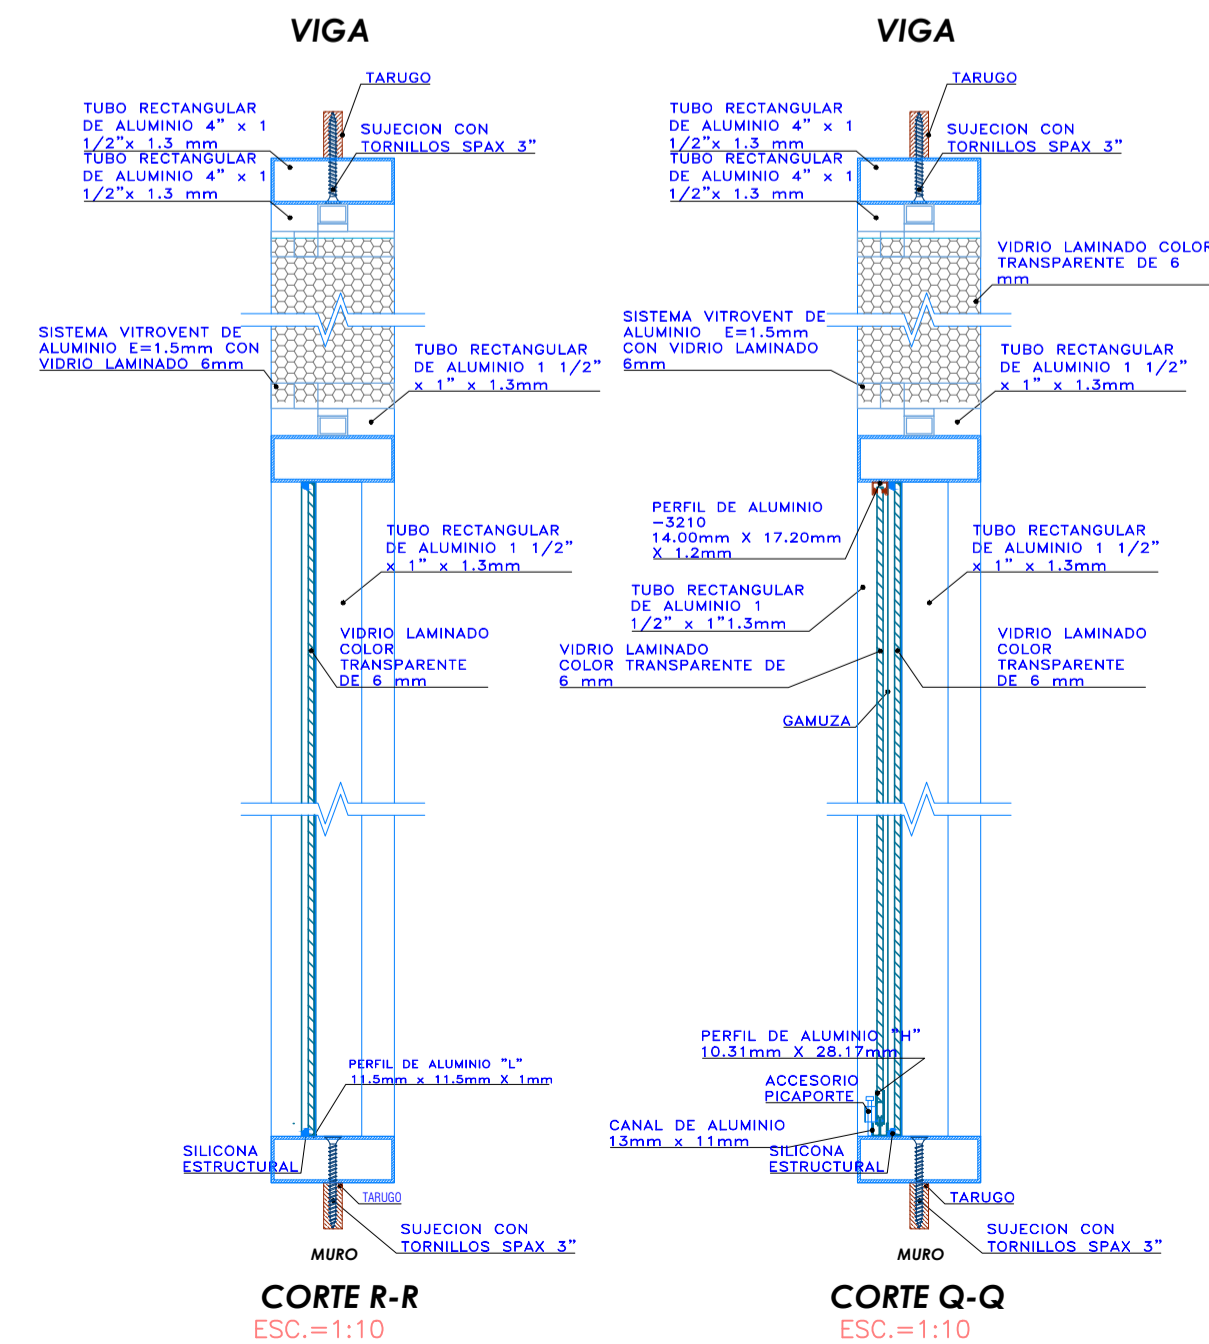 VIGA
TARUGO
TUBO RECTANGULAR
DE ALUMINIO 4" x 1
1/2"x 1.3 mm
TUBO RECTANGULAR
DE ALUMINIO 4" x 1
1/2"x 1.3 mm
SUJECION CON
TORNILLOS SPAX 3"
SISTEMA VITROVENT DE
ALUMINIO E=1.5mm CON
VIDRIO LAMINADO 6mm
TUBO RECTANGULAR
DE ALUMINIO 1 1/2"
x 1" x 1.3mm
TUBO RECTANGULAR
DE ALUMINIO 1 1/2"
x 1" x 1.3mm
VIDRIO LAMINADO
COLOR
TRANSPARENTE
DE 6 mm
PERFIL DE ALUMINIO "L"
11.5mm x 11.5mm X 1mm
SILICONA
ESTRUCTURAL
TARUGO
SUJECION CON
TORNILLOS SPAX 3"
MURO
CORTE R-R
ESC.=1:10
VIGA
TARUGO
TUBO RECTANGULAR
DE ALUMINIO 4" x 1
1/2"x 1.3 mm
TUBO RECTANGULAR
DE ALUMINIO 4" x 1
1/2"x 1.3 mm
SUJECION CON
TORNILLOS SPAX 3"
VIDRIO LAMINADO COLOR
TRANSPARENTE DE 6
mm
SISTEMA VITROVENT DE
ALUMINIO E=1.5mm
CON VIDRIO LAMINADO
6mm
TUBO RECTANGULAR
DE ALUMINIO 1 1/2"
x 1" x 1.3mm
PERFIL DE ALUMINIO
-3210
14.00mm X 17.20mm
X 1.2mm
TUBO RECTANGULAR
DE ALUMINIO 1 1/2"
x 1" x 1.3mm
TUBO RECTANGULAR
DE ALUMINIO 1
1/2" x 1"1.3mm
VIDRIO LAMINADO
COLOR TRANSPARENTE DE
6 mm
VIDRIO LAMINADO
COLOR
TRANSPARENTE
DE 6 mm
GAMUZA
PERFIL DE ALUMINIO "H"
10.31mm X 28.17mm
ACCESORIO
PICAPORTE
CANAL DE ALUMINIO
13mm x 11mm
SILICONA
ESTRUCTURAL
TARUGO
SUJECION CON
TORNILLOS SPAX 3"
MURO
CORTE Q-Q
ESC.=1:10